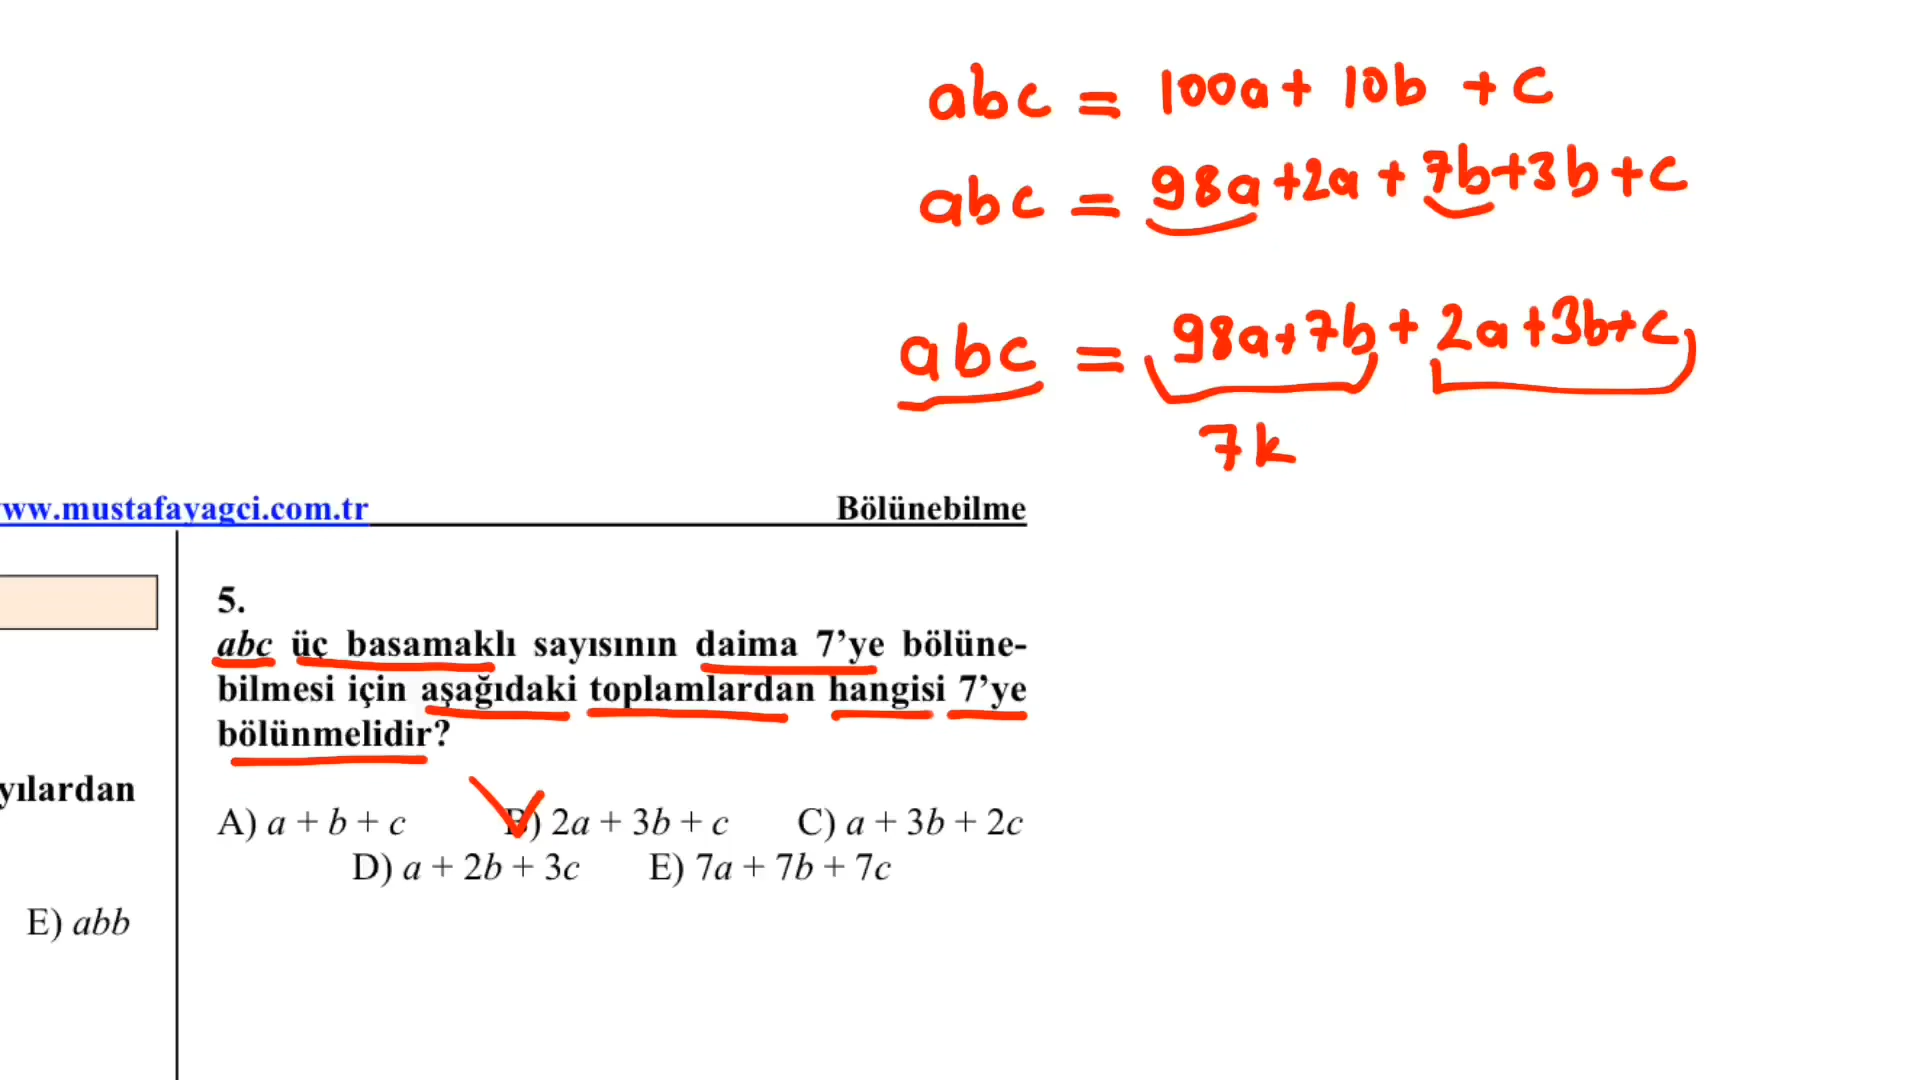 abc = 100a + 10b + c
abc = 98a + 2a + 7b + 3b + c
abc = 98a + 7b + 2a + 3b + c
7k
ww.mustafayagci.com.tr
Bölünebilme
5.
abc üç basamaklı sayısının daima 7’ye bölüne-
bilmesi için aşağıdaki toplamlardan hangisi 7’ye
bölünmelidir?
A) a + b + c B) 2a + 3b + c C) a + 3b + 2c
D) a + 2b + 3c E) 7a + 7b + 7c
yılardan
E) abb